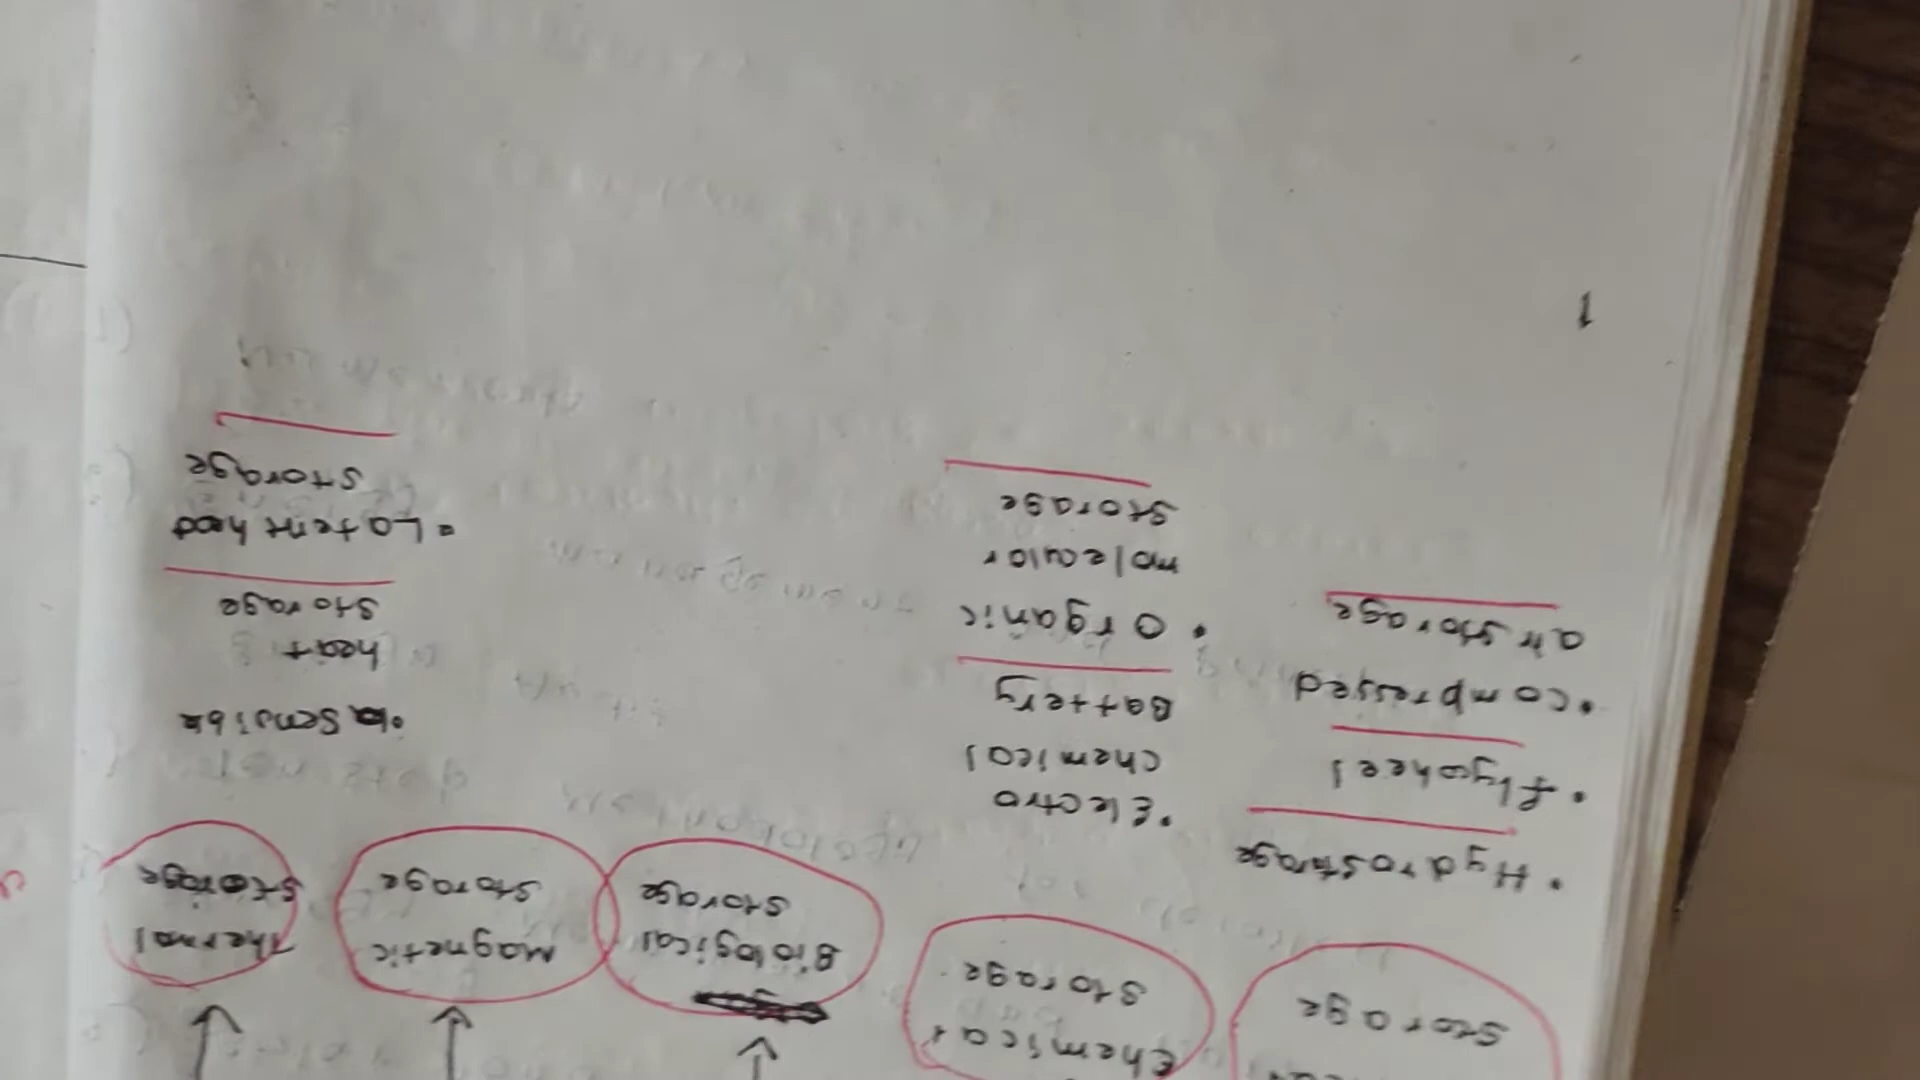 Storage
Chemical
Storage
Biological
Storage
Magnetic
Storage
Thermal
Storage
• Hydrostorage
• flywheel
• compressed
air storage
• Electro
chemical
Battery
• Organic
molecular
Storage
• Sensible
heat
Storage
• Latent heat
Storage
1